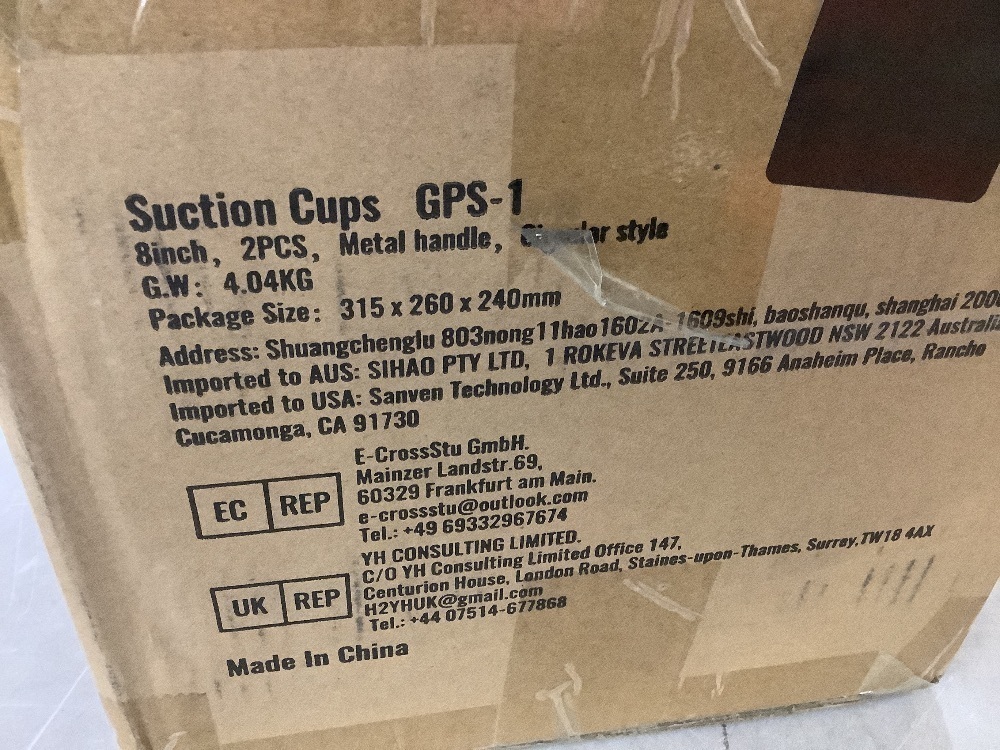 Suction Cups GPS-1
8inch, 2PCS, Metal handle, style
G.W: 4.04KG
Package Size: 315 x 260 x 240mm
Address: Shuangchenglu 803nong11hao1602A-1609shi, baoshanqu, shanghai
Imported to AUS: SIHAO PTY LTD, 1 ROKEVA STREETEASTWOOD NSW 2122
Imported to USA: Sanven Technology Ltd., Suite 250, 9166 Anaheim Place, Rancho
Cucamonga, CA 91730
EC REP
E-CrossStu GmbH.
Mainzer Landstr.69,
60329 Frankfurt am Main.
e-crossstu@outlook.com
Tel.: +49 69332967674
UK REP
YH CONSULTING LIMITED.
C/O YH Consulting Limited Office 147,
Centurion House, London Road, Staines-upon-Thames, Surrey,TW18 4AX
H2YHUK@gmail.com
Tel.: +44 07514-677868
Made In China